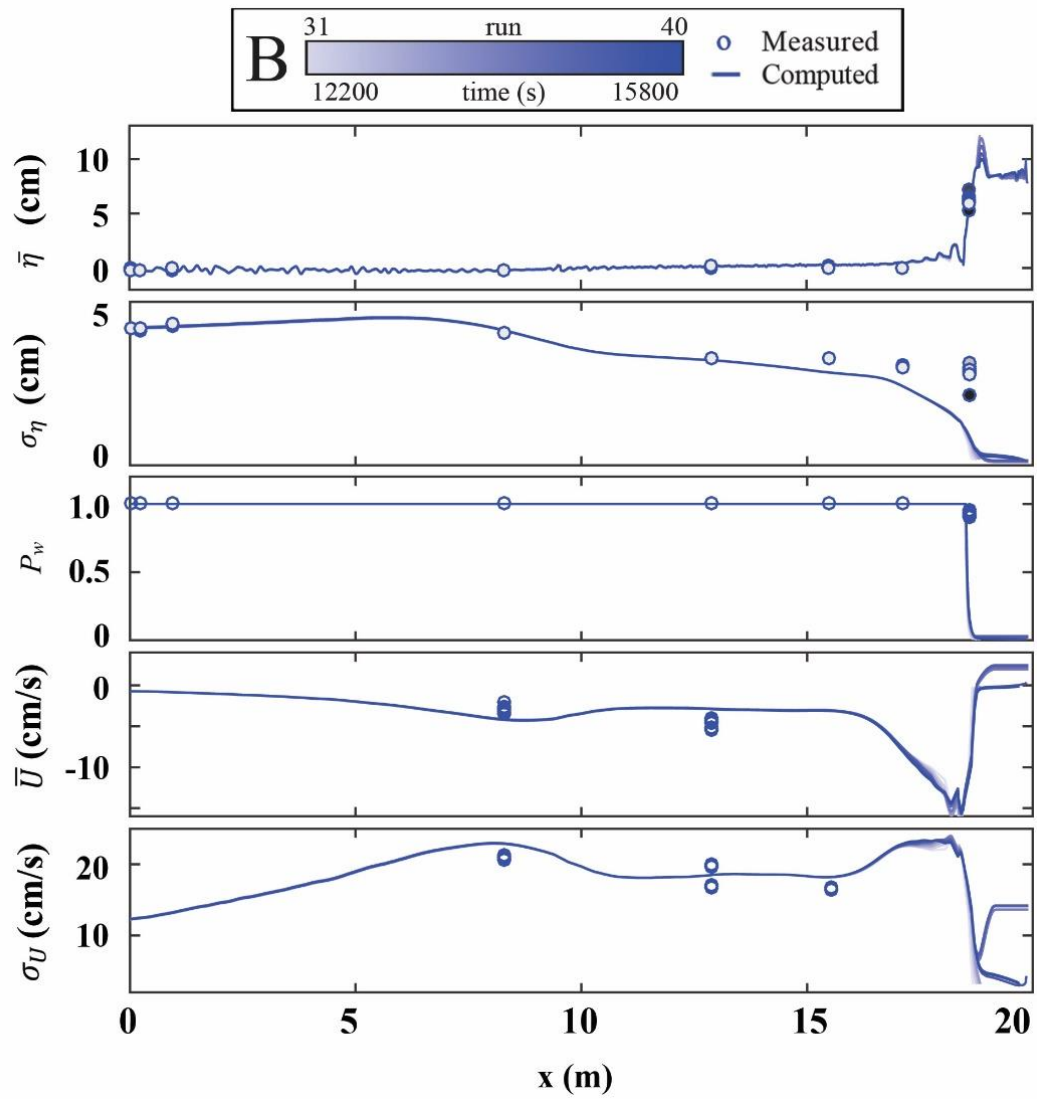 B
31 run 40
12200 time (s) 15800
Measured
Computed
η̄ (cm)
10
5
0
σ_η (cm)
5
0
P_w
1.0
0.5
0
U̅ (cm/s)
0
-10
σ_U (cm/s)
20
10
0 5 10 15 20
x (m)